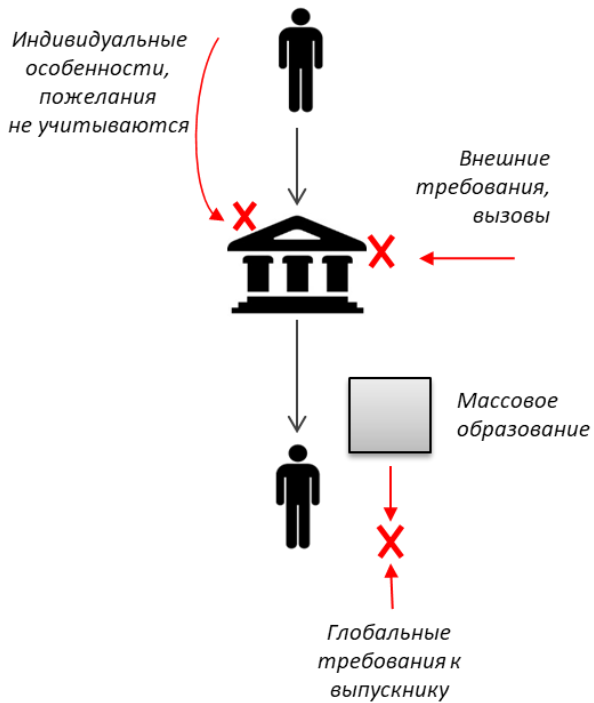 Индивидуальные
особенности,
пожелания
не учитываются
Внешние
требования,
вызовы
Массовое
образование
Глобальные
требования к
выпускнику